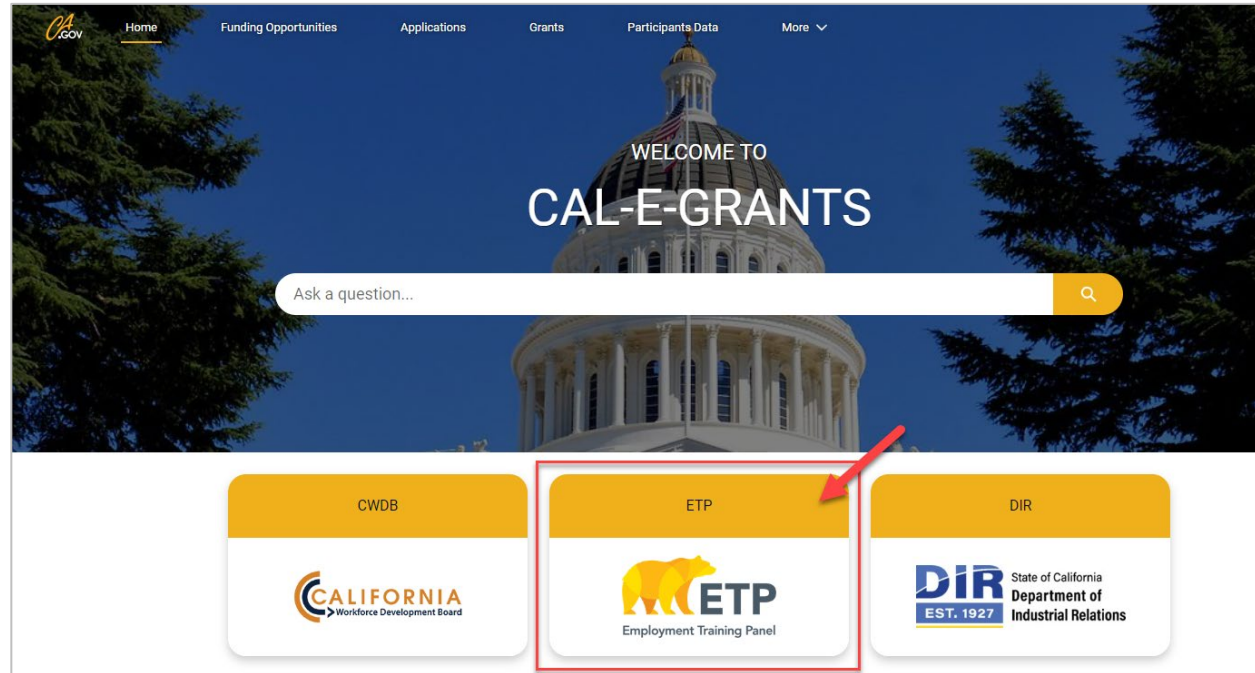 CA.GOV
Home Funding Opportunities Applications Grants Participants Data More
WELCOME TO
CAL-E-GRANTS
Ask a question...
CWDB
ETP
DIR
CALIFORNIA
Workforce Development Board
ETP
Employment Training Panel
DIR
EST. 1927
State of California
Department of
Industrial Relations